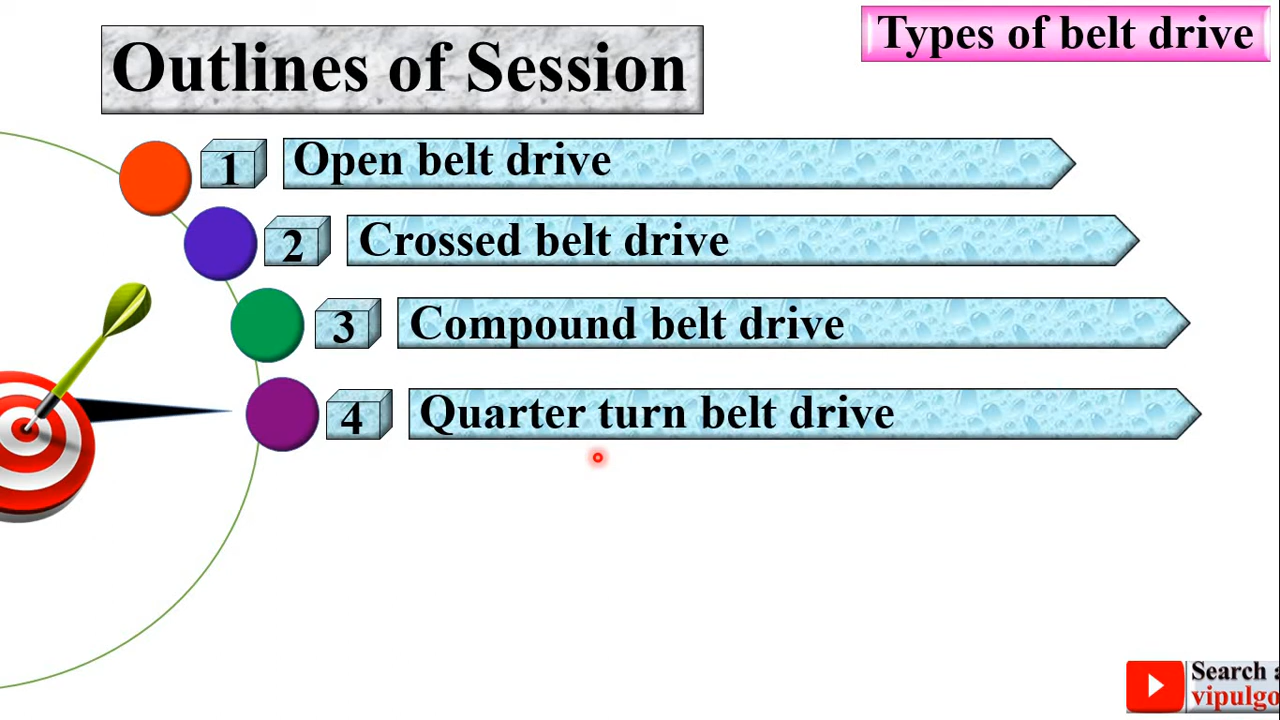 Types of belt drive
Outlines of Session
1 Open belt drive
2 Crossed belt drive
3 Compound belt drive
4 Quarter turn belt drive
Search